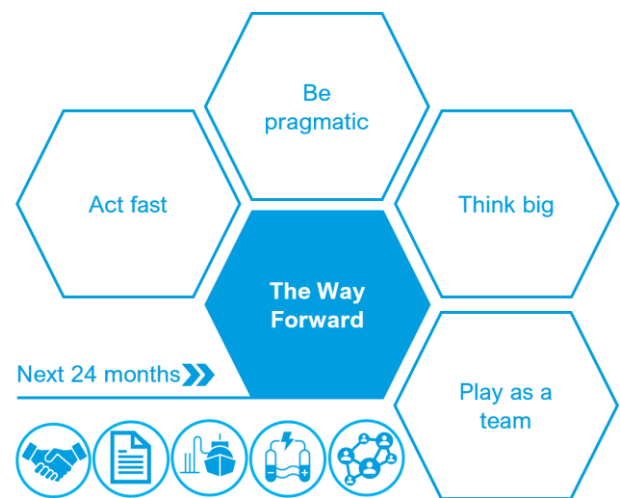 Be
pragmatic
Act fast
Think big
The Way
Forward
Next 24 months
Play as a
team